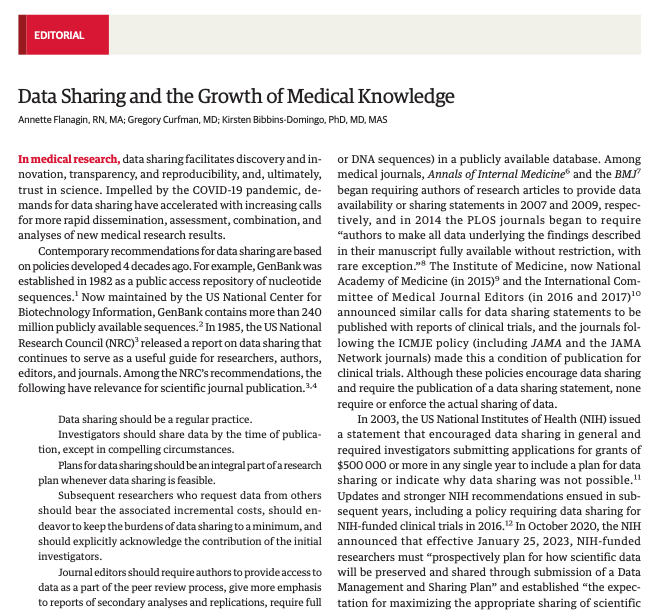 EDITORIAL
Data Sharing and the Growth of Medical Knowledge
Annette Flanagin, RN, MA; Gregory Curfman, MD; Kirsten Bibbins-Domingo, PhD, MD, MAS
In medical research, data sharing facilitates discovery and in-
novation, transparency, and reproducibility, and, ultimately,
trust in science. Impelled by the COVID-19 pandemic, de-
mands for data sharing have accelerated with increasing calls
for more rapid dissemination, assessment, combination, and
analyses of new medical research results.
Contemporary recommendations for data sharing are based
on policies developed 4 decades ago. For example, GenBank was
established in 1982 as a public access repository of nucleotide
sequences.1 Now maintained by the US National Center for
Biotechnology Information, GenBank contains more than 240
million publicly available sequences.2 In 1985, the US National
Research Council (NRC)3 released a report on data sharing that
continues to serve as a useful guide for researchers, authors,
editors, and journals. Among the NRC's recommendations, the
following have relevance for scientific journal publication.3,4
Data sharing should be a regular practice.
Investigators should share data by the time of publica-
tion, except in compelling circumstances.
Plans for data sharing should be an integral part of a research
plan whenever data sharing is feasible.
Subsequent researchers who request data from others
should bear the associated incremental costs, should en-
deavor to keep the burdens of data sharing to a minimum, and
should explicitly acknowledge the contribution of the initial
investigators.
Journal editors should require authors to provide access to
data as a part of the peer review process, give more emphasis
to reports of secondary analyses and replications, require full
or DNA sequences) in a publicly available database. Among
medical journals, Annals of Internal Medicine6 and the BMJ7
began requiring authors of research articles to provide data
availability or sharing statements in 2007 and 2009, respec-
tively, and in 2014 the PLOS journals began to require
“authors to make all data underlying the findings described
in their manuscript fully available without restriction, with
rare exception.”8 The Institute of Medicine, now National
Academy of Medicine (in 2015)9 and the International Com-
mittee of Medical Journal Editors (in 2016 and 2017)10
announced similar calls for data sharing statements to be
published with reports of clinical trials, and the journals fol-
lowing the ICMJE policy (including JAMA and the JAMA
Network journals) made this a condition of publication for
clinical trials. Although these policies encourage data sharing
and require the publication of a data sharing statement, none
require or enforce the actual sharing of data.
In 2003, the US National Institutes of Health (NIH) issued
a statement that encouraged data sharing in general and
required investigators submitting applications for grants of
$500 000 or more in any single year to include a plan for data
sharing or indicate why data sharing was not possible.11
Updates and stronger NIH recommendations ensued in sub-
sequent years, including a policy requiring data sharing for
NIH-funded clinical trials in 2016.12 In October 2020, the NIH
announced that effective January 25, 2023, NIH-funded
researchers must “prospectively plan for how scientific data
will be preserved and shared through submission of a Data
Management and Sharing Plan” and established “the expec-
tation for maximizing the appropriate sharing of scientific